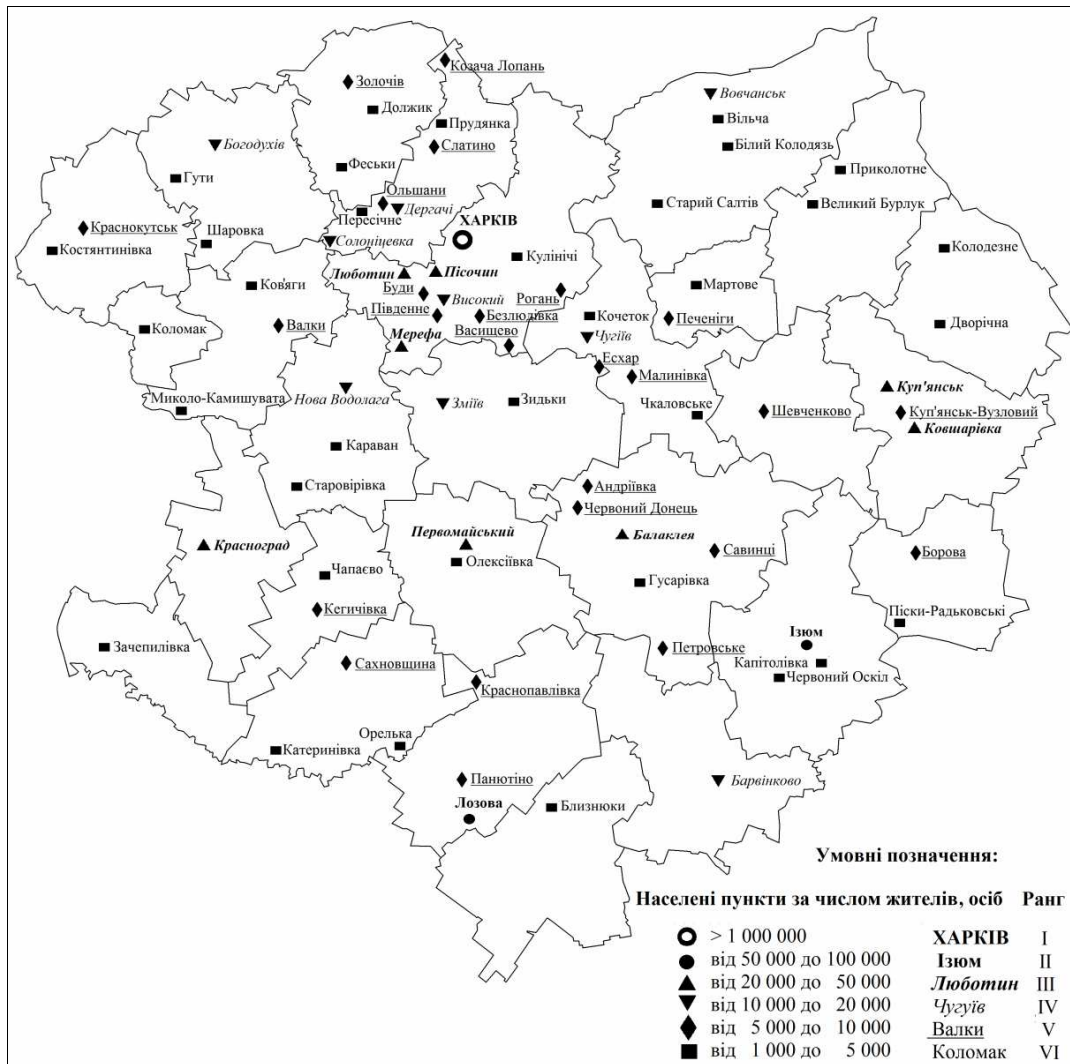 Козача Лопань
Золочів
Вовчанськ
Должик
Вільча
Прудянка
Богодухів
Слатино
Білий Колодязь
Феськи
Приколотне
Гути
Ольшани
Дергачі
Старий Салтів
Великий Бурлук
Пересічне
ХАРКІВ
Краснокутськ
Шаровка
Солоніцевка
Костянтинівка
Кулінічі
Колодезне
Люботин
Пісочин
Ков'яги
Буди
Високий
Рогань
Мартове
Південне
Безлюдівка
Кочеток
Печеніги
Коломак
Валки
Васищево
Чугїїв
Дворічна
Мерефа
Есхар
Малинівка
Куп'янськ
Миколо-Камишувата
Нова Водолага
Зміїв
Зидьки
Чкаловське
Шевченково
Куп'янськ-Вузловий
Ковшарівка
Караван
Старовірівка
Андріївка
Червоний Донець
Первомайський
Балаклея
Красноград
Савинці
Борова
Олексіївка
Чапаєво
Гусарівка
Кегичівка
Піски-Радьковські
Зачепилівка
Ізюм
Петровське
Сахновщина
Капітолівка
Червоний Оскіл
Краснопавлівка
Орелька
Катеринівка
Панютіно
Барвінково
Лозова
Близнюки
Умовні позначення:
Населені пункти за числом жителів, осіб Ранг
> 1 000 000 ХАРКІВ I
від 50 000 до 100 000 Ізюм II
від 20 000 до 50 000 Люботин III
від 10 000 до 20 000 Чугуїв IV
від 5 000 до 10 000 Валки V
від 1 000 до 5 000 Коломак VI